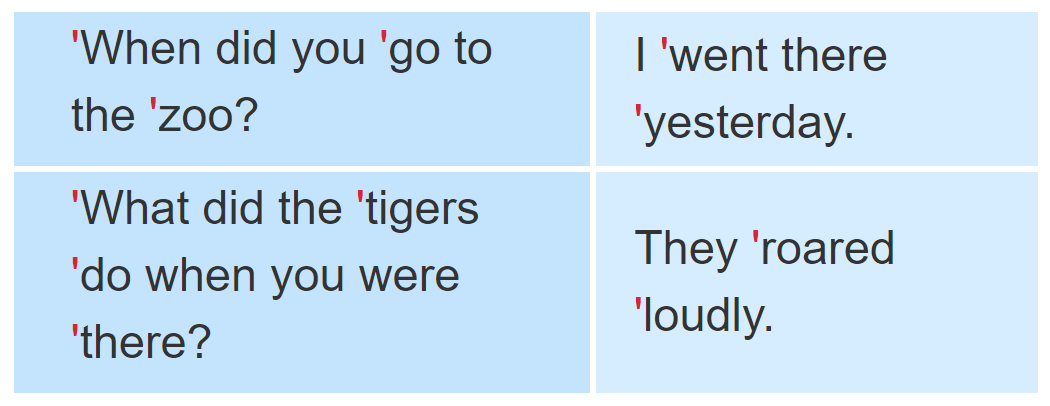 'When did you 'go to
the 'zoo?
I 'went there
'yesterday.
'What did the 'tigers
'do when you were
'there?
They 'roared
'loudly.